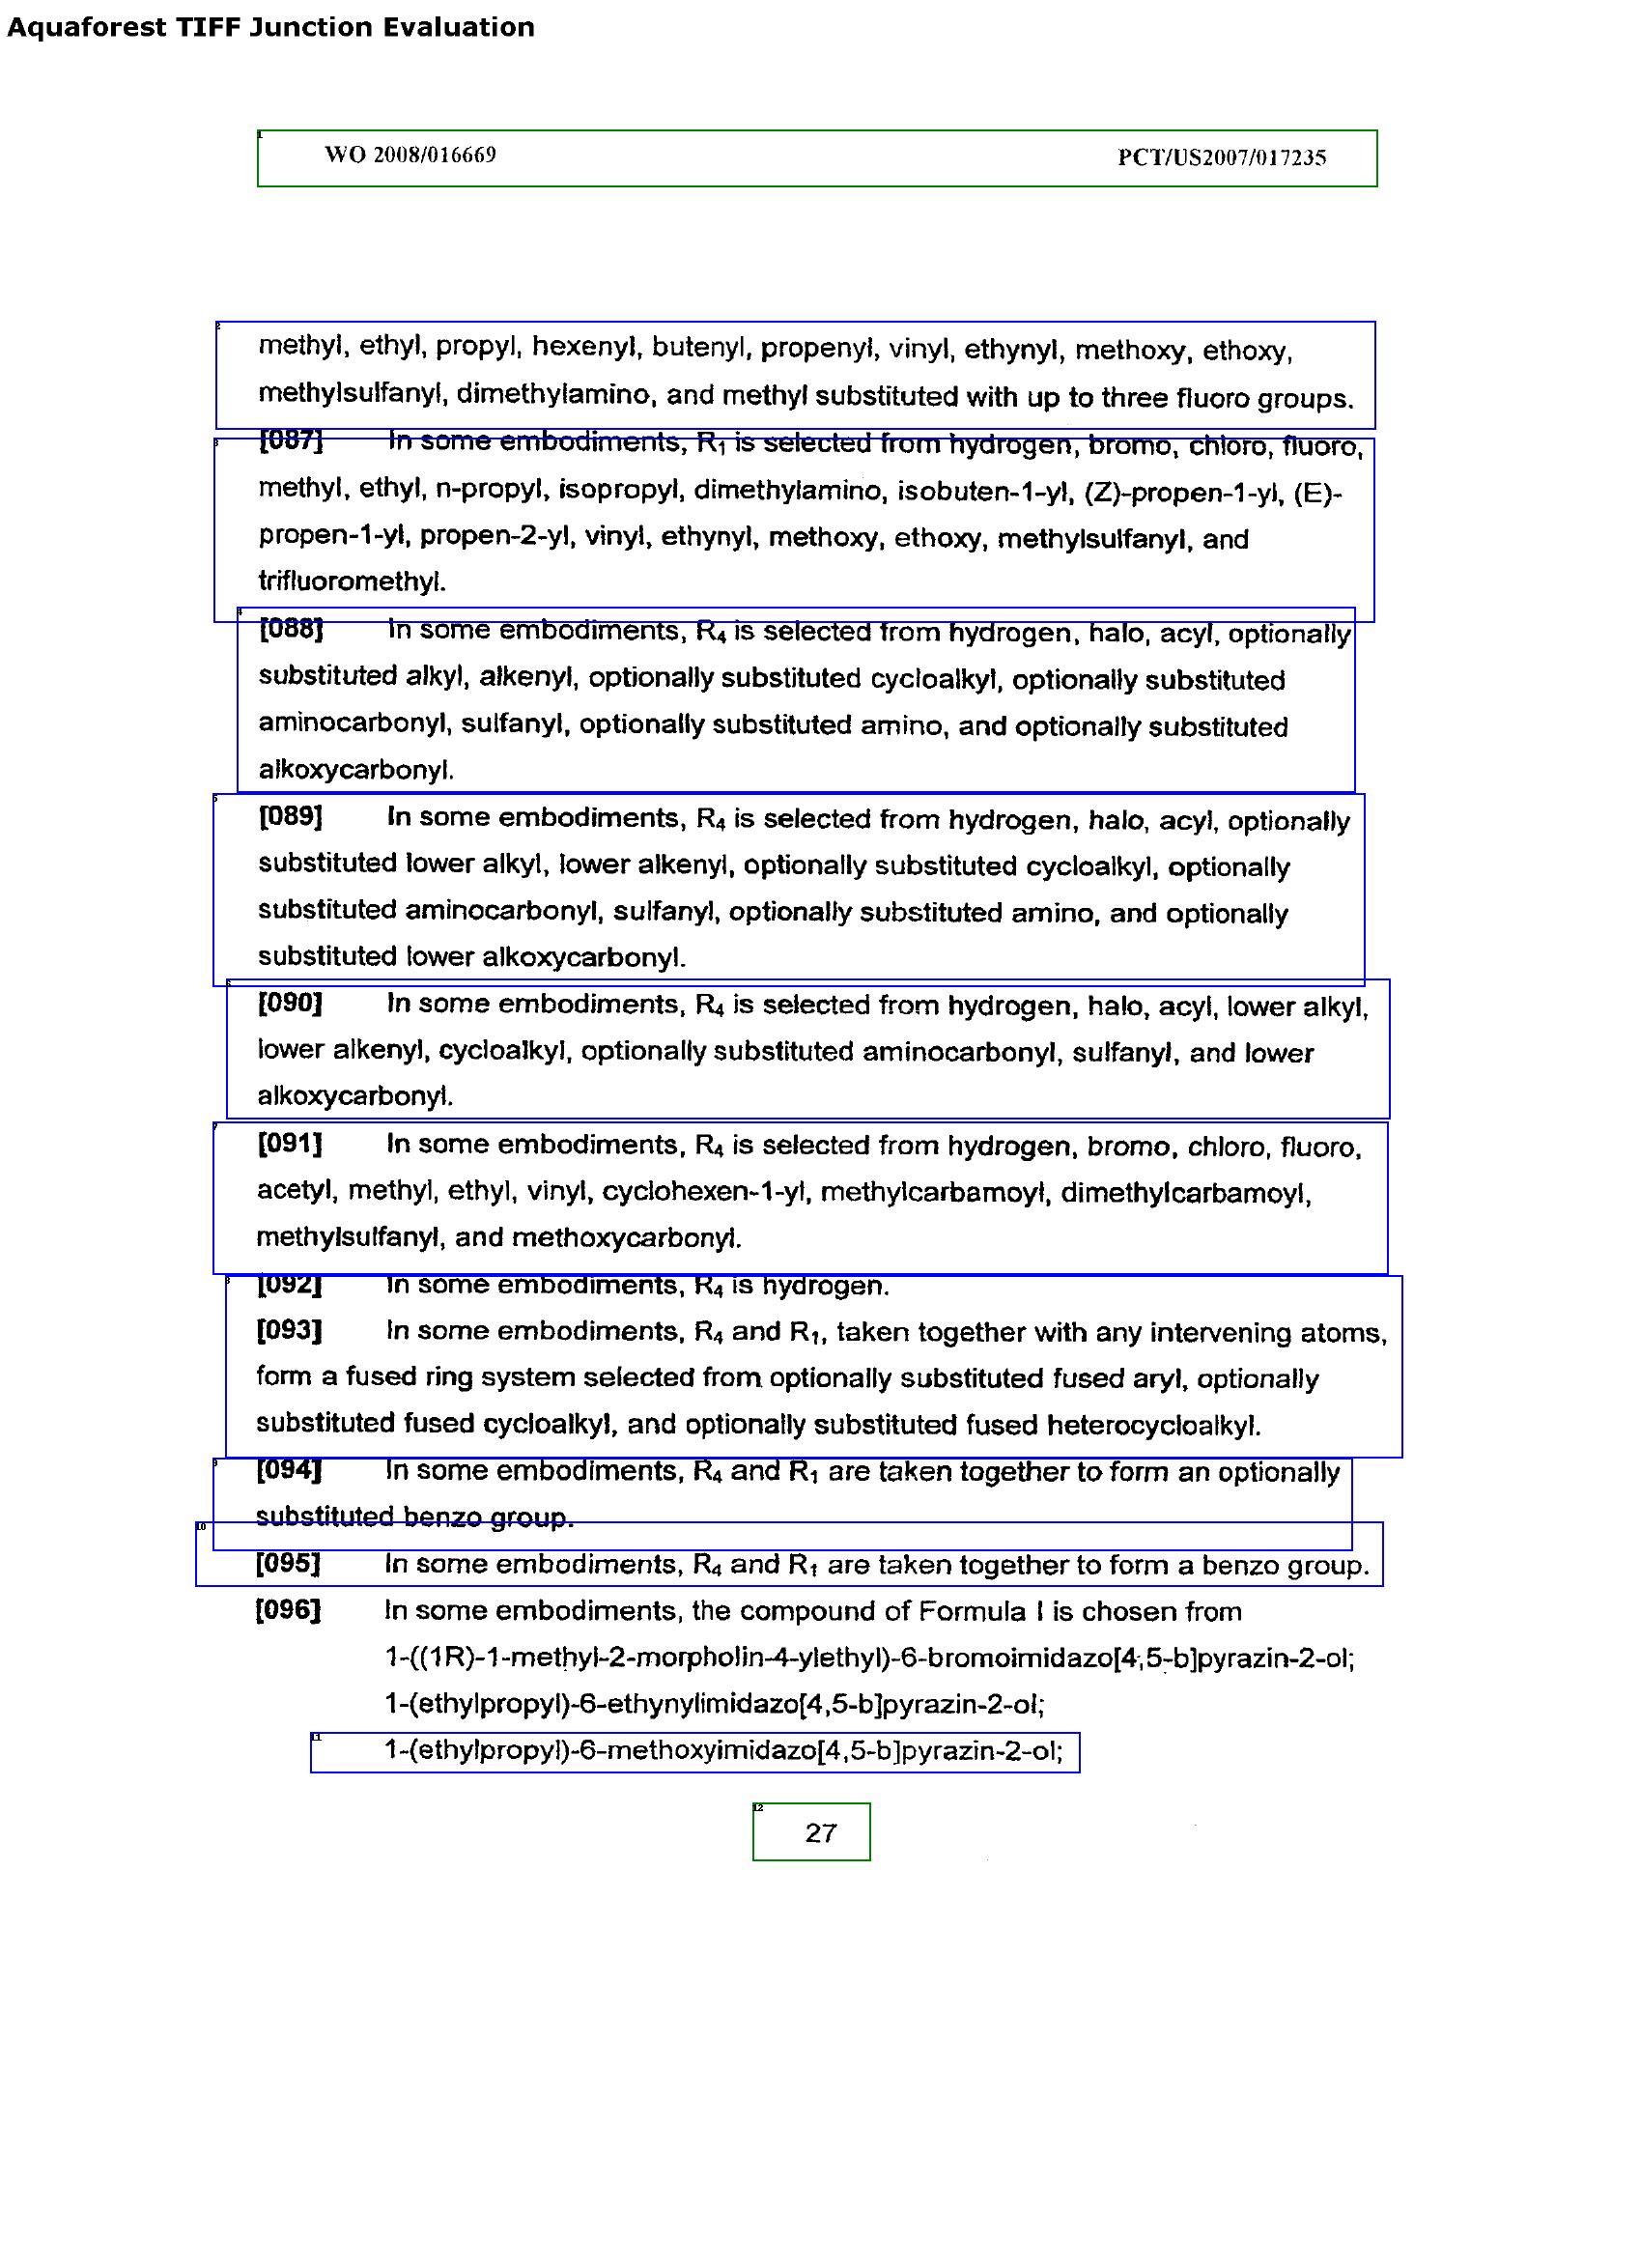 Aquaforest TIFF Junction Evaluation
WO 2008/016669 PCT/US2007/017235
methyl, ethyl, propyl, hexenyl, butenyl, propenyl, vinyl, ethynyl, methoxy, ethoxy,
methylsulfanyl, dimethylamino, and methyl substituted with up to three fluoro groups.
[087] In some embodiments, R₁ is selected from hydrogen, bromo, chloro, fluoro,
methyl, ethyl, n-propyl, isopropyl, dimethylamino, isobuten-1-yl, (Z)-propen-1-yl, (E)-
propen-1-yl, propen-2-yl, vinyl, ethynyl, methoxy, ethoxy, methylsulfanyl, and
trifluoromethyl.
[088] In some embodiments, R₄ is selected from hydrogen, halo, acyl, optionally
substituted alkyl, alkenyl, optionally substituted cycloalkyl, optionally substituted
aminocarbonyl, sulfanyl, optionally substituted amino, and optionally substituted
alkoxycarbonyl.
[089] In some embodiments, R₄ is selected from hydrogen, halo, acyl, optionally
substituted lower alkyl, lower alkenyl, optionally substituted cycloalkyl, optionally
substituted aminocarbonyl, sulfanyl, optionally substituted amino, and optionally
substituted lower alkoxycarbonyl.
[090] In some embodiments, R₄ is selected from hydrogen, halo, acyl, lower alkyl,
lower alkenyl, cycloalkyl, optionally substituted aminocarbonyl, sulfanyl, and lower
alkoxycarbonyl.
[091] In some embodiments, R₄ is selected from hydrogen, bromo, chloro, fluoro,
acetyl, methyl, ethyl, vinyl, cyclohexen-1-yl, methylcarbamoyl, dimethylcarbamoyl,
methylsulfanyl, and methoxycarbonyl.
[092] In some embodiments, R₄ is hydrogen.
[093] In some embodiments, R₄ and R₁, taken together with any intervening atoms,
form a fused ring system selected from optionally substituted fused aryl, optionally
substituted fused cycloalkyl, and optionally substituted fused heterocycloalkyl.
[094] In some embodiments, R₄ and R₁ are taken together to form an optionally
substituted benzo group.
[095] In some embodiments, R₄ and R₁ are taken together to form a benzo group.
[096] In some embodiments, the compound of Formula I is chosen from
1-((1R)-1-methyl-2-morpholin-4-ylethyl)-6-bromoimidazo[4,5-b]pyrazin-2-ol;
1-(ethylpropyl)-6-ethynylimidazo[4,5-b]pyrazin-2-ol;
1-(ethylpropyl)-6-methoxyimidazo[4,5-b]pyrazin-2-ol;
27